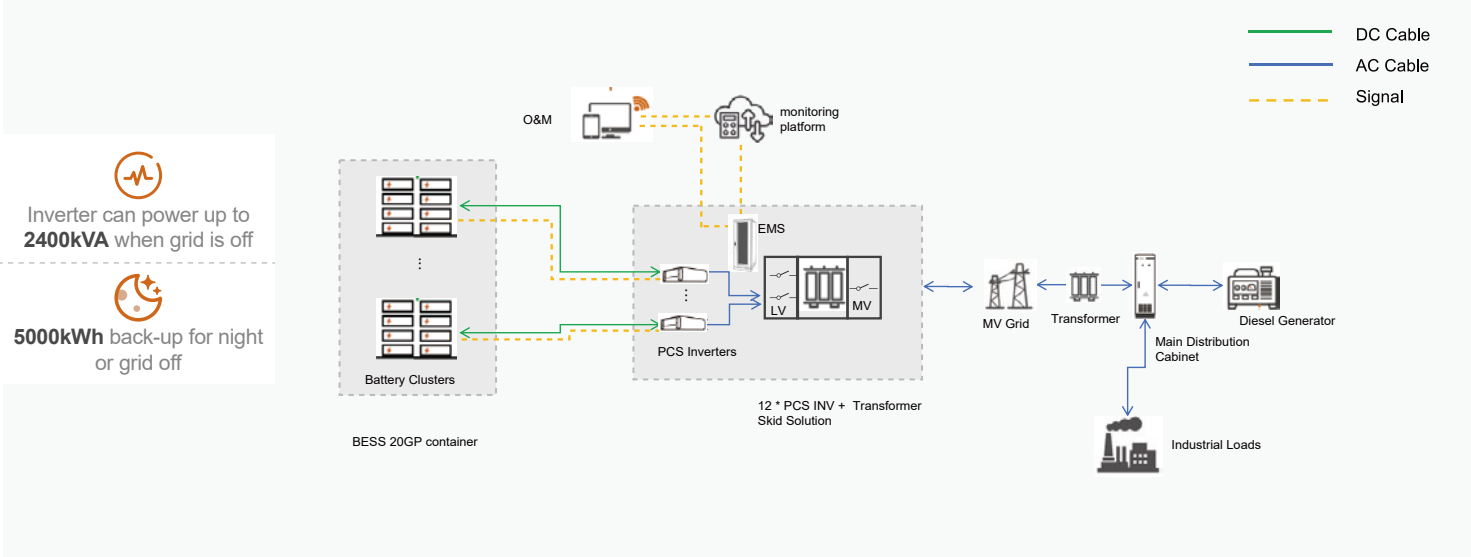 DC Cable
AC Cable
Signal
O&M
monitoring
platform
Inverter can power up to
2400kVA when grid is off
5000kWh back-up for night
or grid off
EMS
LV
MV
PCS Inverters
Battery Clusters
MV Grid
Transformer
Main Distribution
Cabinet
Diesel Generator
12 * PCS INV + Transformer
Skid Solution
BESS 20GP container
Industrial Loads